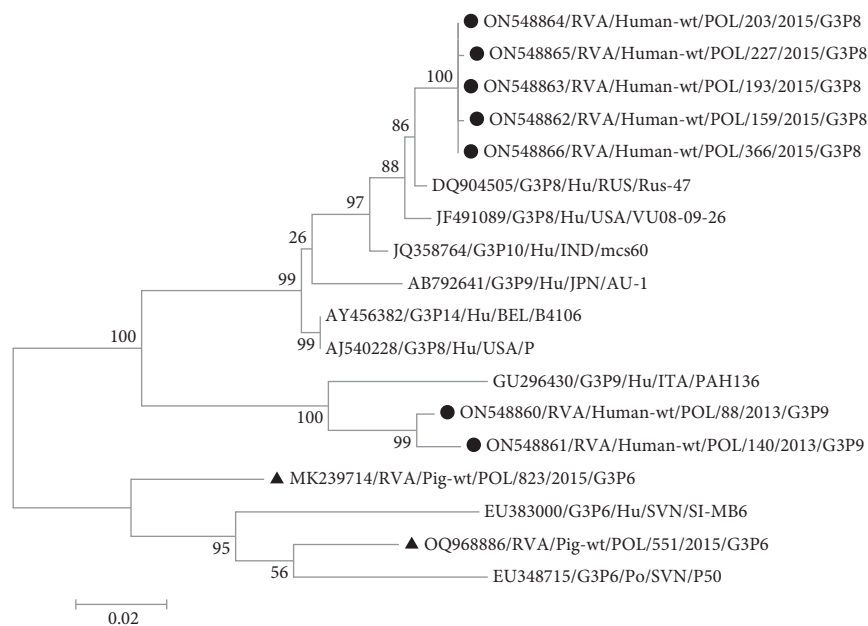 ON548864/RVA/Human-wt/POL/203/2015/G3P8
ON548865/RVA/Human-wt/POL/227/2015/G3P8
100
ON548863/RVA/Human-wt/POL/193/2015/G3P8
ON548862/RVA/Human-wt/POL/159/2015/G3P8
86
ON548866/RVA/Human-wt/POL/366/2015/G3P8
88
DQ904505/G3P8/Hu/RUS/Rus-47
97
JF491089/G3P8/Hu/USA/VU08-09-26
26
JQ358764/G3P10/Hu/IND/mcs60
99
AB792641/G3P9/Hu/JPN/AU-1
AY456382/G3P14/Hu/BEL/B4106
100
99
AJ540228/G3P8/Hu/USA/P
GU296430/G3P9/Hu/ITA/PAH136
100
ON548860/RVA/Human-wt/POL/88/2013/G3P9
99
ON548861/RVA/Human-wt/POL/140/2013/G3P9
MK239714/RVA/Pig-wt/POL/823/2015/G3P6
EU383000/G3P6/Hu/SVN/SI-MB6
95
OQ968886/RVA/Pig-wt/POL/551/2015/G3P6
56
EU348715/G3P6/Po/SVN/P50
0.02